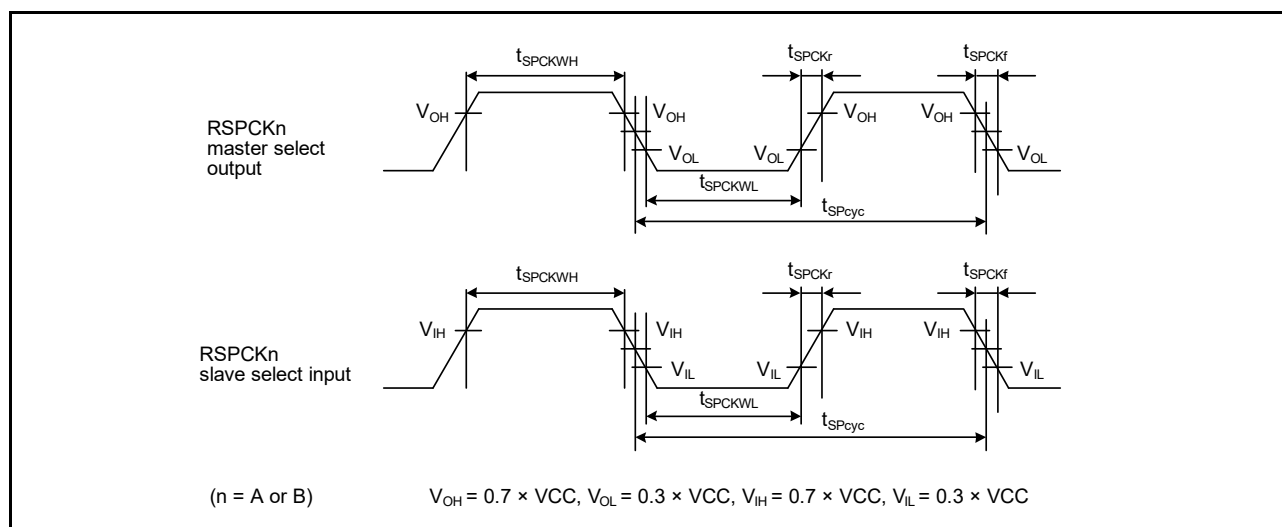 tSPCKWH
tSPCKr
tSPCKf
VOH
VOH
VOH
VOH
RSPCKn
master select
output
VOL
VOL
VOL
tSPCKWL
tSPcyc
tSPCKWH
tSPCKr
tSPCKf
VIH
VIH
VIH
VIH
RSPCKn
slave select input
VIL
VIL
VIL
tSPCKWL
tSPcyc
(n = A or B)
VOH = 0.7 × VCC, VOL = 0.3 × VCC, VIH = 0.7 × VCC, VIL = 0.3 × VCC